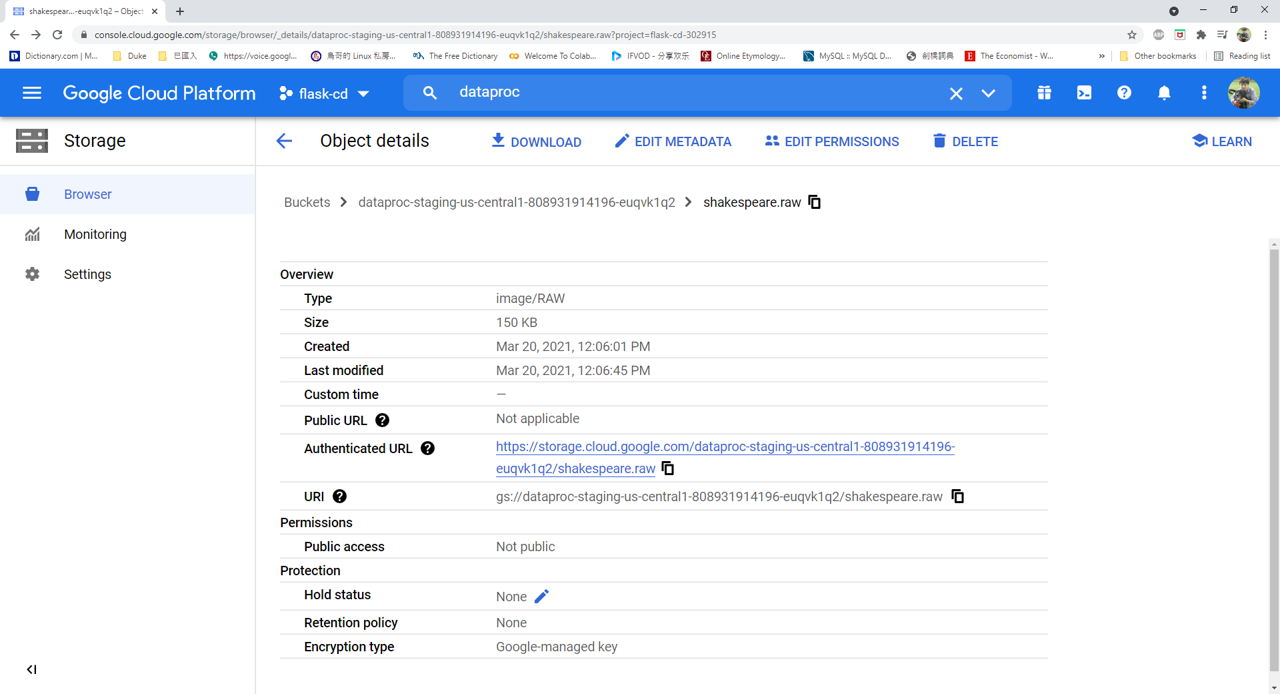 shakespear...-euqvk1q2 – Object
console.cloud.google.com/storage/browser/_details/dataproc-staging-us-central1-808931914196-euqvk1q2/shakespeare.raw?project=flask-cd-302915
Dictionary.com | M... Duke 已匯入 https://voice.googl... 鳥哥的 Linux 私房... The Free Dictionary Welcome To Colab... IFVOD - 分享欢乐 Online Etymology... MySQL :: MySQL D... 劍橋詞典 The Economist - W... » Other bookmarks Reading list
Google Cloud Platform flask-cd dataproc
Storage Object details DOWNLOAD EDIT METADATA EDIT PERMISSIONS DELETE LEARN
Browser
Monitoring
Settings
Buckets > dataproc-staging-us-central1-808931914196-euqvk1q2 > shakespeare.raw
Overview
Type image/RAW
Size 150 KB
Created Mar 20, 2021, 12:06:01 PM
Last modified Mar 20, 2021, 12:06:45 PM
Custom time —
Public URL Not applicable
Authenticated URL https://storage.cloud.google.com/dataproc-staging-us-central1-808931914196-
euqvk1q2/shakespeare.raw
URI gs://dataproc-staging-us-central1-808931914196-euqvk1q2/shakespeare.raw
Permissions
Public access Not public
Protection
Hold status None
Retention policy None
Encryption type Google-managed key